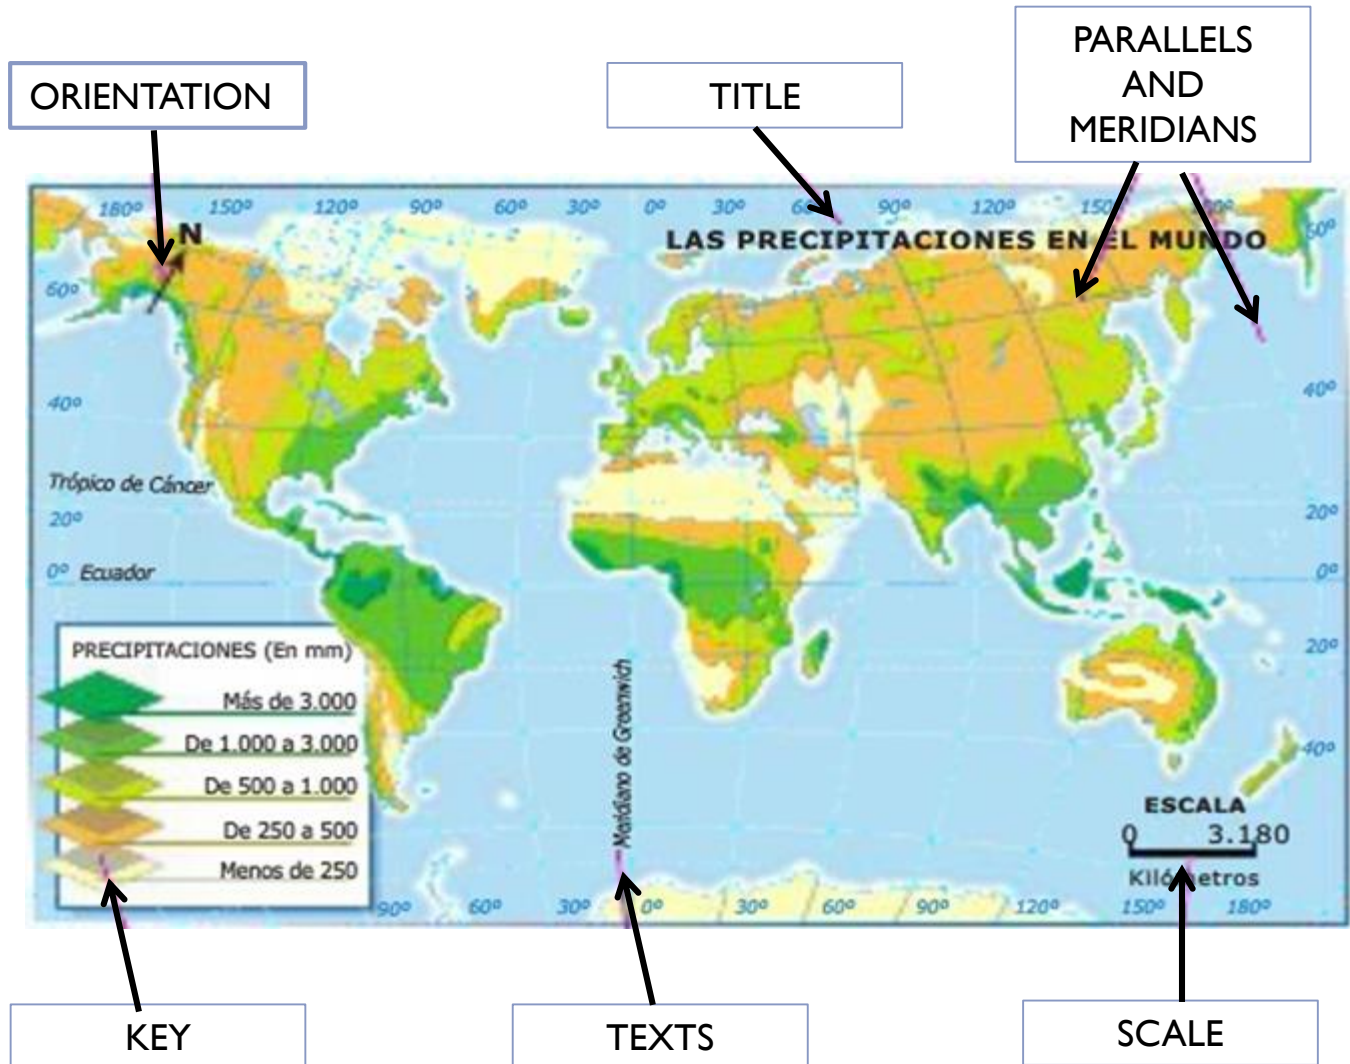 ORIENTATION
TITLE
PARALLELS
AND
MERIDIANS
180º 150º 120º 90º 60º 30º 0º 30º 60º 90º 120º
N
LAS PRECIPITACIONES EN EL MUNDO
60º
40º 40º
Trópico de Cáncer
20º 20º
0º Ecuador 0º
20º
40º
PRECIPITACIONES (En mm)
Más de 3.000
De 1.000 a 3.000
De 500 a 1.000
De 250 a 500
Menos de 250
Meridiano de Greenwich
ESCALA
0 3.180
Kilómetros
90º 60º 30º 0º 30º 60º 90º 120º 150º 180º
KEY
TEXTS
SCALE